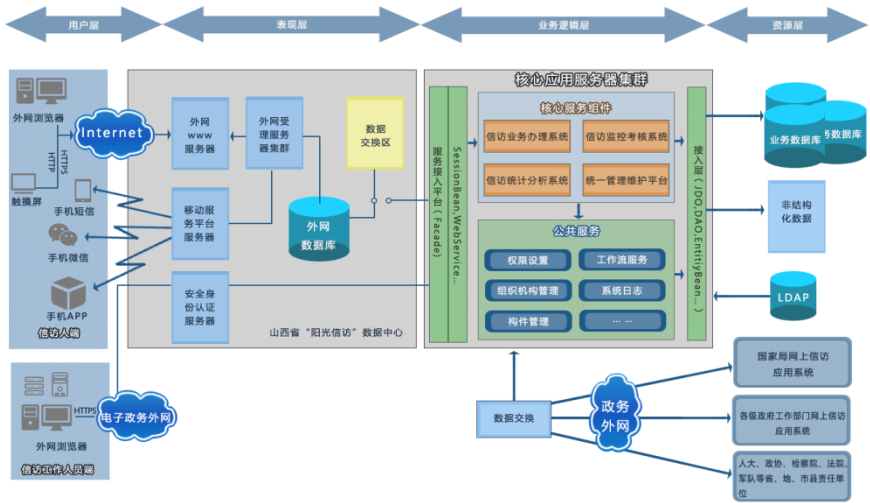 用户层
表现层
业务逻辑层
资源层
外网浏览器
Internet
HTTPS
HTTP
触摸屏
手机短信
手机微信
手机APP
信访人端
外网
www
服务器
外网受
理服务
器集群
数据
交换区
移动服
务平台
服务器
外网
数据库
安全身
份认证
服务器
山西省“阳光信访”数据中心
核心应用服务器集群
服务接入平台（Facade)
SessionBean,WebService...
核心服务组件
信访业务办理系统
信访监控考核系统
信访统计分析系统
统一管理维护平台
公共服务
权限设置
工作流服务
组织机构管理
系统日志
构件管理
... ...
接入层（JDO,DAO,EntitiyBean...）
业务数据库
务数据库
非结构
化数据
LDAP
外网浏览器
信访工作人员端
HTTPS
电子政务外网
数据交换
政务
外网
国家局网上信访
应用系统
各级政府工作部门网上信访
应用系统
人大、政协、检察院、法院、
军队等省、地、市县责任单
位